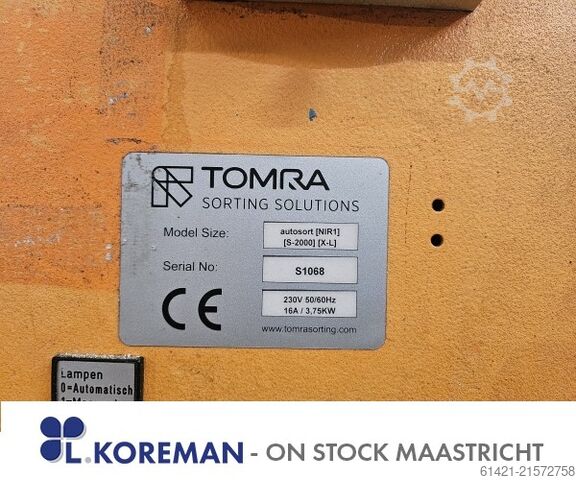 TOMRA
SORTING SOLUTIONS
Model Size: autosort [NIR1]
[S-2000] [X-L]
Serial No: S1068
CE
230V 50/60Hz
16A / 3,75KW
www.tomrasorting.com
Lampen
0=Automatisch
L.KOREMAN - ON STOCK MAASTRICHT
61421-21572758